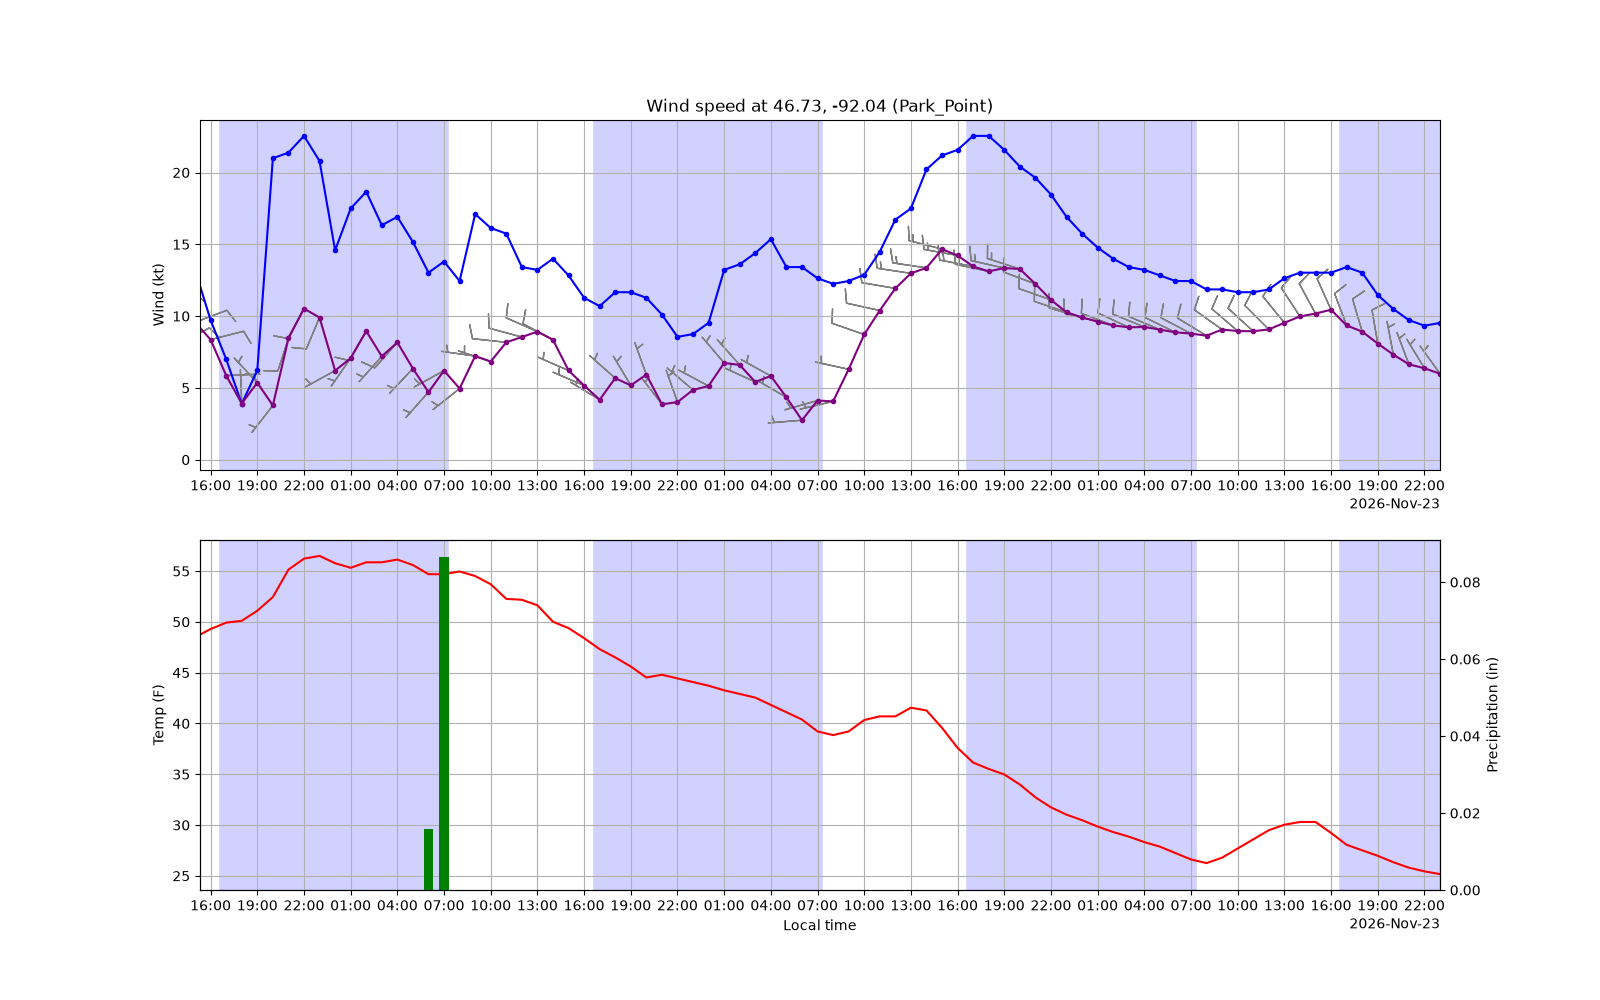 Wind speed at 46.73, -92.04 (Park_Point)
Wind (kt)
20
15
10
5
0
16:00 19:00 22:00 01:00 04:00 07:00 10:00 13:00 16:00 19:00 22:00 01:00 04:00 07:00 10:00 13:00 16:00 19:00 22:00 01:00 04:00 07:00 10:00 13:00 16:00 19:00 22:00
2026-Nov-23
Temp (F)
55
50
45
40
35
30
25
Precipitation (in)
0.08
0.06
0.04
0.02
0.00
16:00 19:00 22:00 01:00 04:00 07:00 10:00 13:00 16:00 19:00 22:00 01:00 04:00 07:00 10:00 13:00 16:00 19:00 22:00 01:00 04:00 07:00 10:00 13:00 16:00 19:00 22:00
Local time
2026-Nov-23